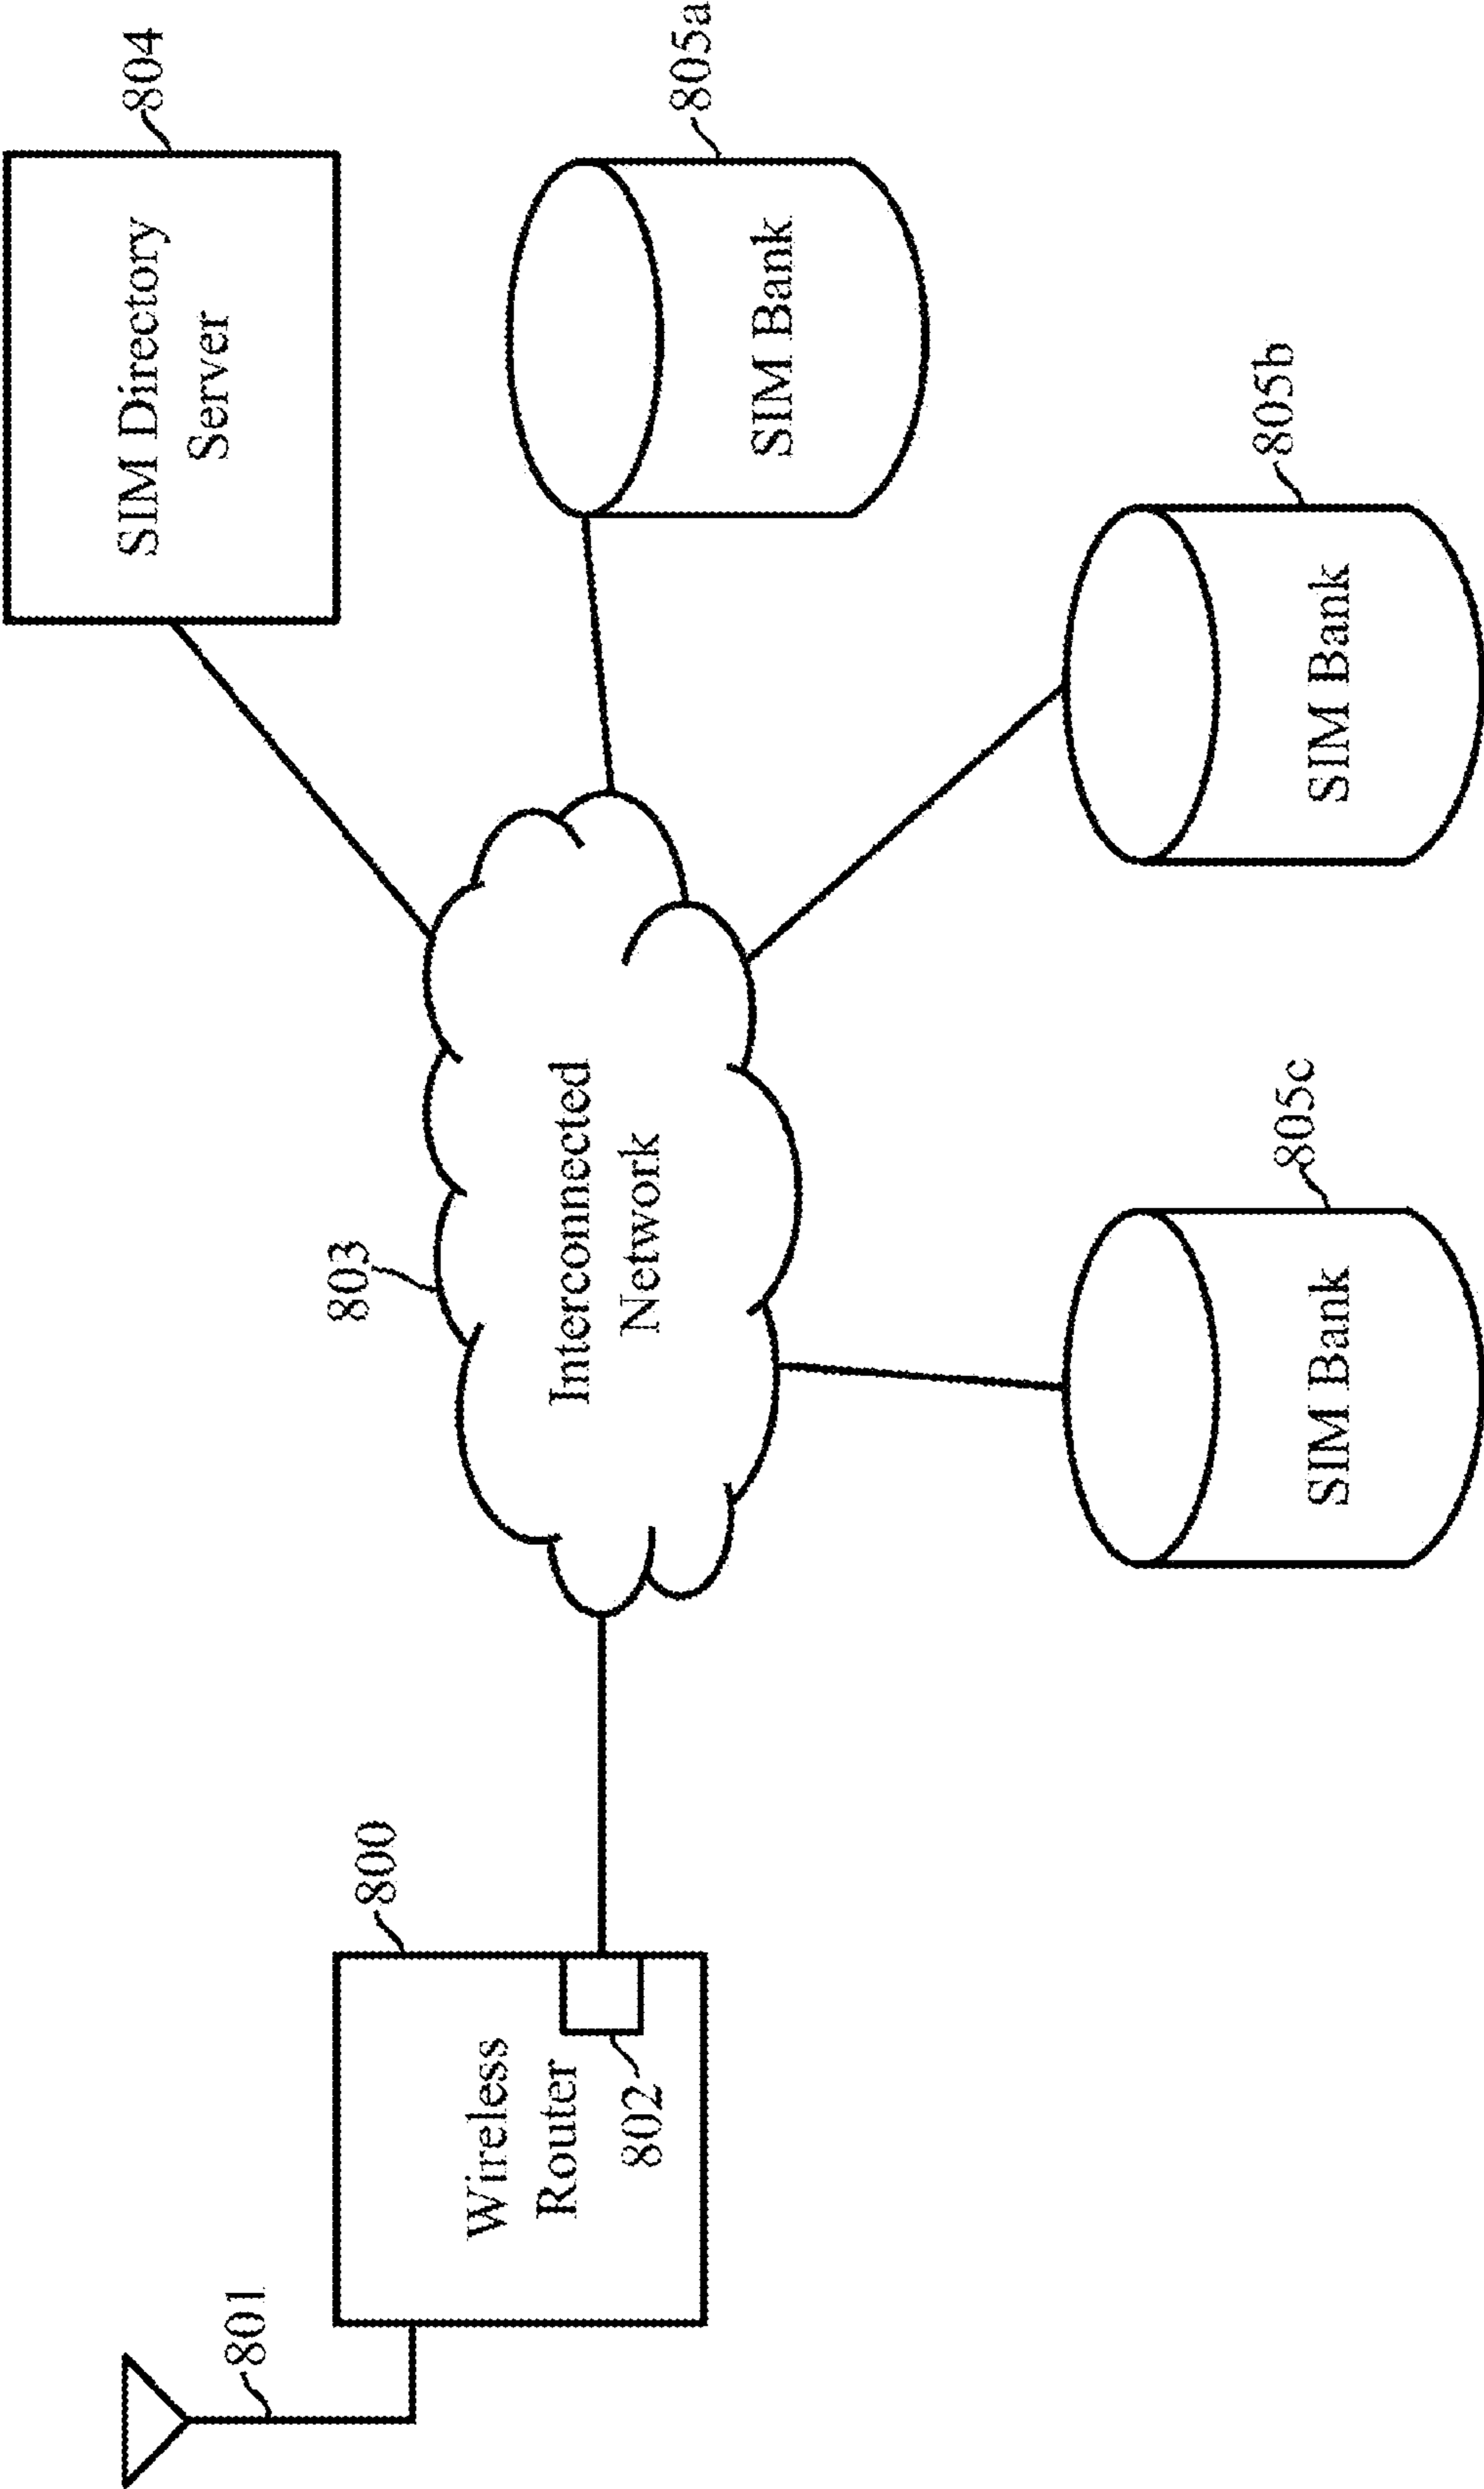 804
SIM Directory
Server
805a
SIM Bank
803
Interconnected
Network
805b
SIM Bank
800
Wireless
Router
802
801
805c
SIM Bank